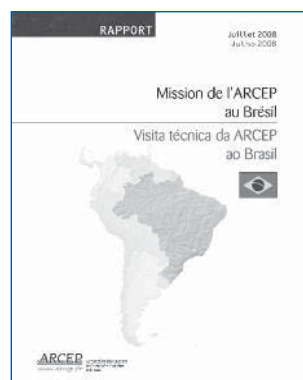 RAPPORT
Juillet 2008
Julho 2008
Mission de l'ARCEP
au Brésil
Visita técnica da ARCEP
ao Brasil
ARCEP